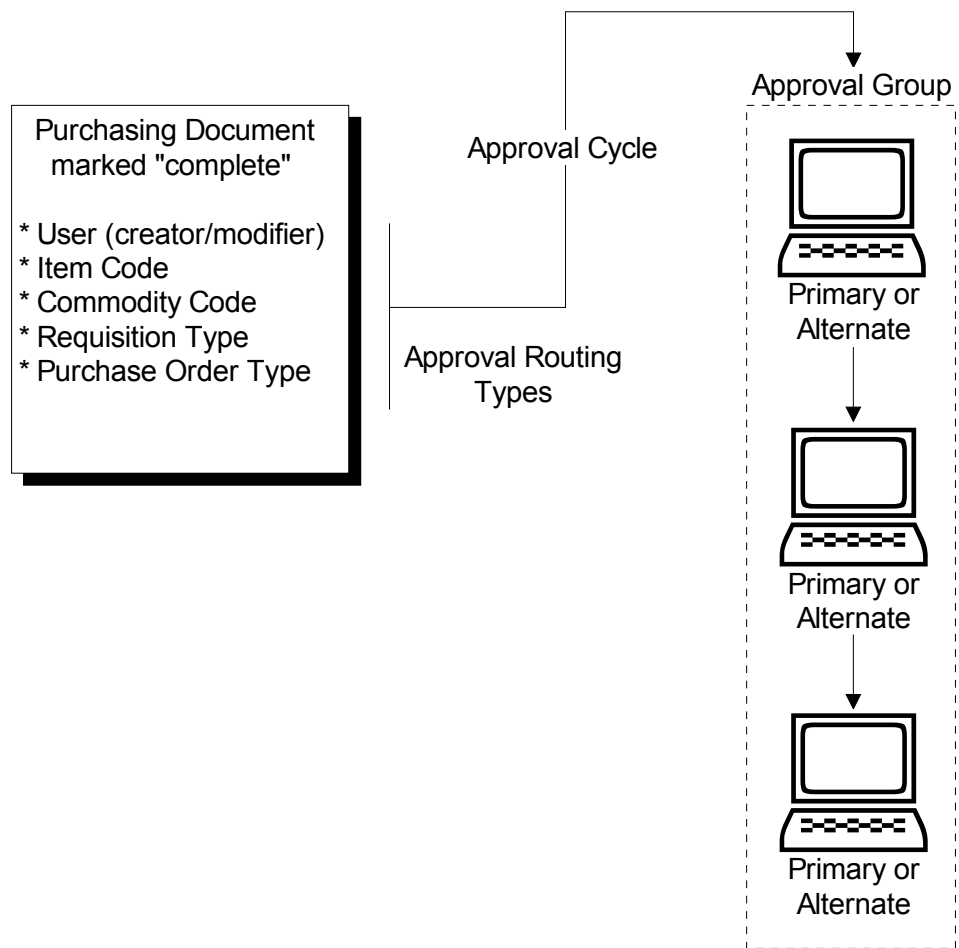 Purchasing Document
marked "complete"
* User (creator/modifier)
* Item Code
* Commodity Code
* Requisition Type
* Purchase Order Type
Approval Cycle
Approval Routing
Types
Approval Group
Primary or
Alternate
Primary or
Alternate
Primary or
Alternate